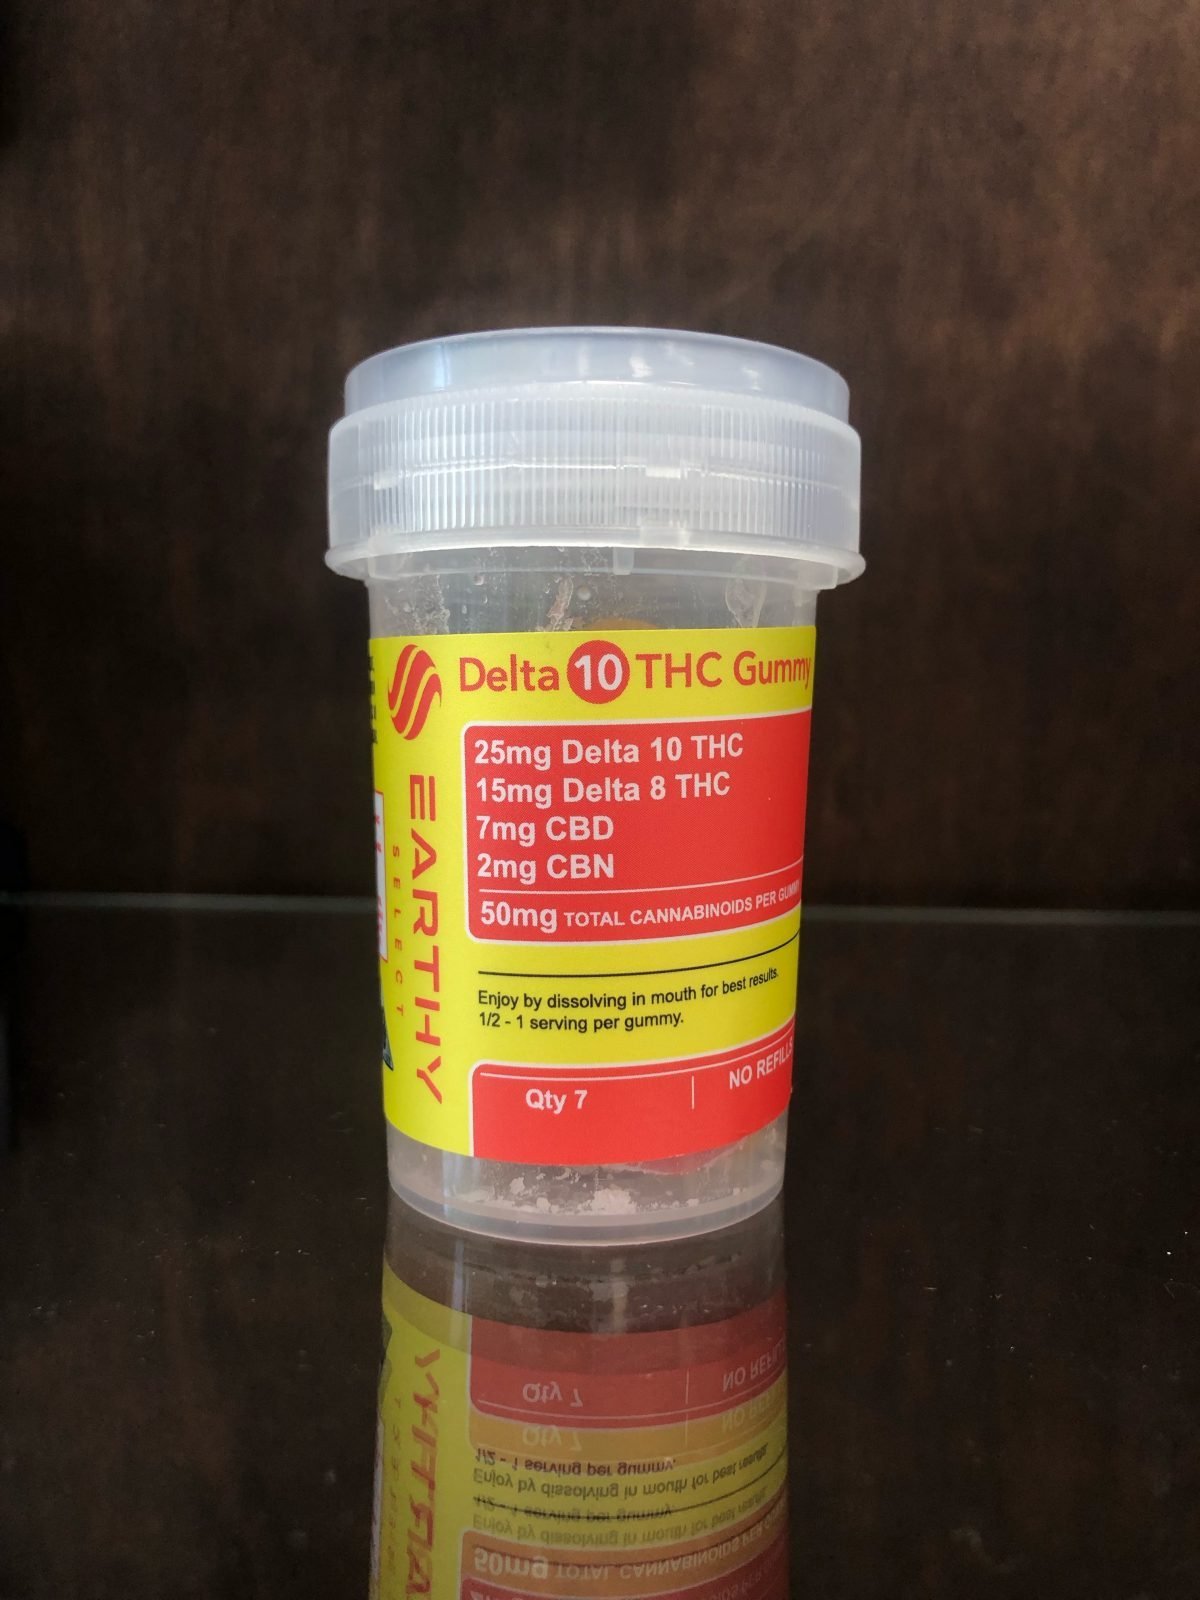 Delta 10 THC Gummy
25mg Delta 10 THC
15mg Delta 8 THC
7mg CBD
2mg CBN
50mg TOTAL CANNABINOIDS PER GUMMY
Enjoy by dissolving in mouth for best results.
1/2 - 1 serving per gummy.
Qty 7
NO REFILLS
EARTHY
SELECT